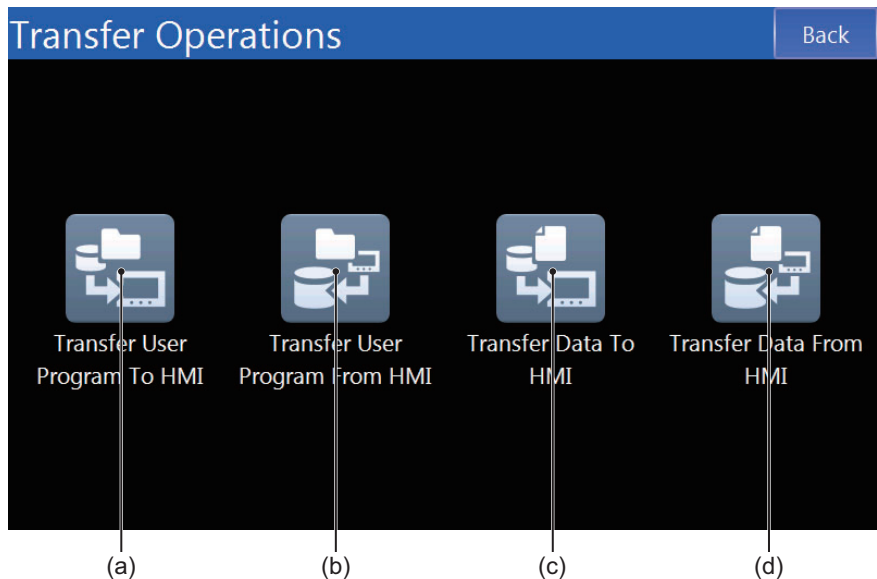 Transfer Operations
Back
Transfer User
Program To HMI
Transfer User
Program From HMI
Transfer Data To
HMI
Transfer Data From
HMI
(a)
(b)
(c)
(d)